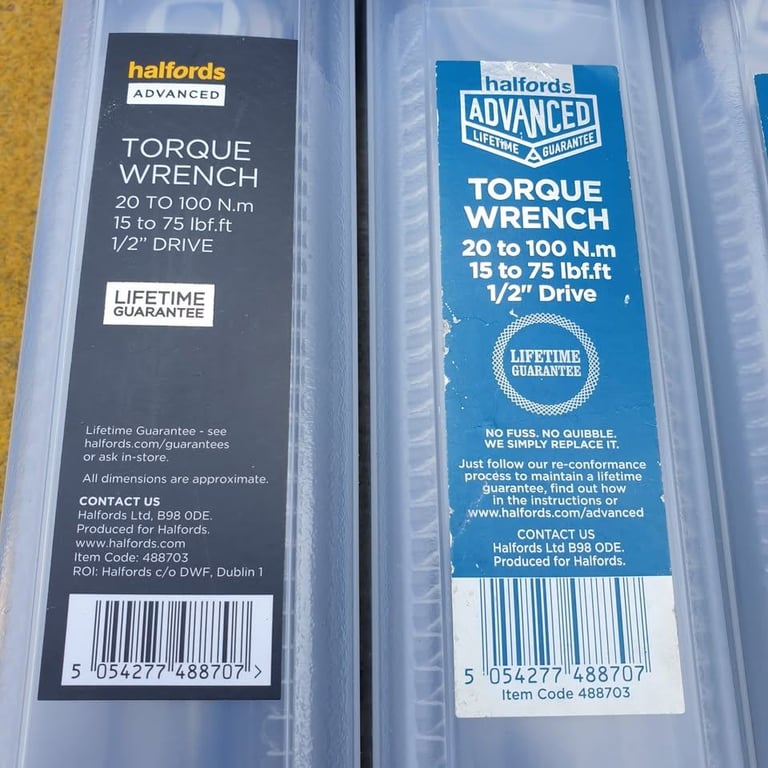 halfords
ADVANCED
TORQUE
WRENCH
20 TO 100 N.m
15 to 75 lbf.ft
1/2” DRIVE
LIFETIME
GUARANTEE
Lifetime Guarantee - see
halfords.com/guarantees
or ask in-store.
All dimensions are approximate.
CONTACT US
Halfords Ltd, B98 0DE.
Produced for Halfords.
www.halfords.com
Item Code: 488703
ROI: Halfords c/o DWF, Dublin 1
5 054277 488707 >
halfords
ADVANCED
LIFETIME GUARANTEE
TORQUE
WRENCH
20 to 100 N.m
15 to 75 lbf.ft
1/2" Drive
LIFETIME
GUARANTEE
NO FUSS. NO QUIBBLE.
WE SIMPLY REPLACE IT.
Just follow our re-conformance
process to maintain a lifetime
guarantee, find out how
in the instructions or
www.halfords.com/advanced
CONTACT US
Halfords Ltd B98 ODE.
Produced for Halfords.
5 054277 488707
Item Code 488703